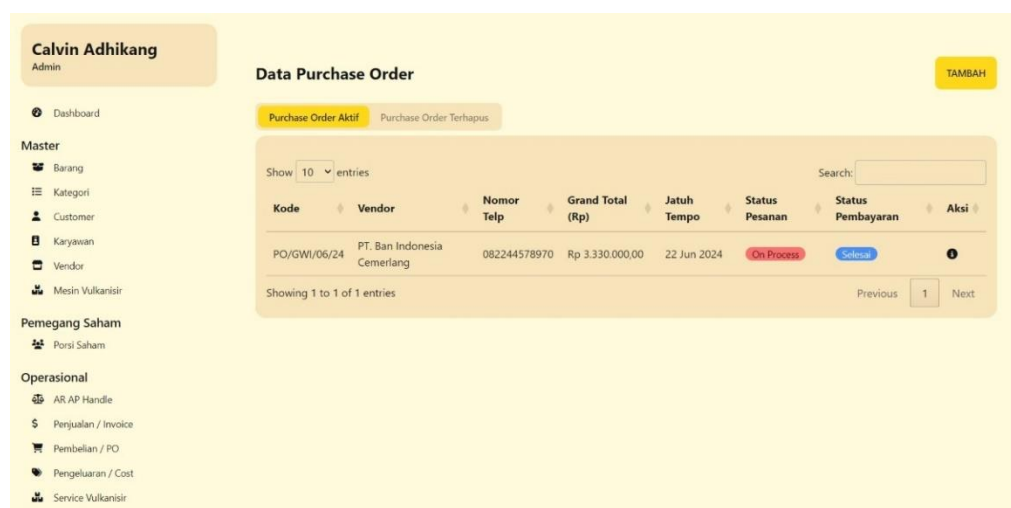 Calvin Adhikang
Admin
Dashboard
Master
Barang
Kategori
Customer
Karyawan
Vendor
Mesin Vulkanisir
Pemegang Saham
Porsi Saham
Operasional
AR AP Handle
Penjualan / Invoice
Pembelian / PO
Pengeluaran / Cost
Service Vulkanisir
Data Purchase Order
TAMBAH
Purchase Order Aktif Purchase Order Terhapus
Show 10 entries Search:
Kode Vendor Nomor Telp Grand Total (Rp) Jatuh Tempo Status Pesanan Status Pembayaran Aksi
PO/GWI/06/24 PT. Ban Indonesia Cemerlang 082244578970 Rp 3.330.000,00 22 Jun 2024 On Process Selesai
Showing 1 to 1 of 1 entries Previous 1 Next